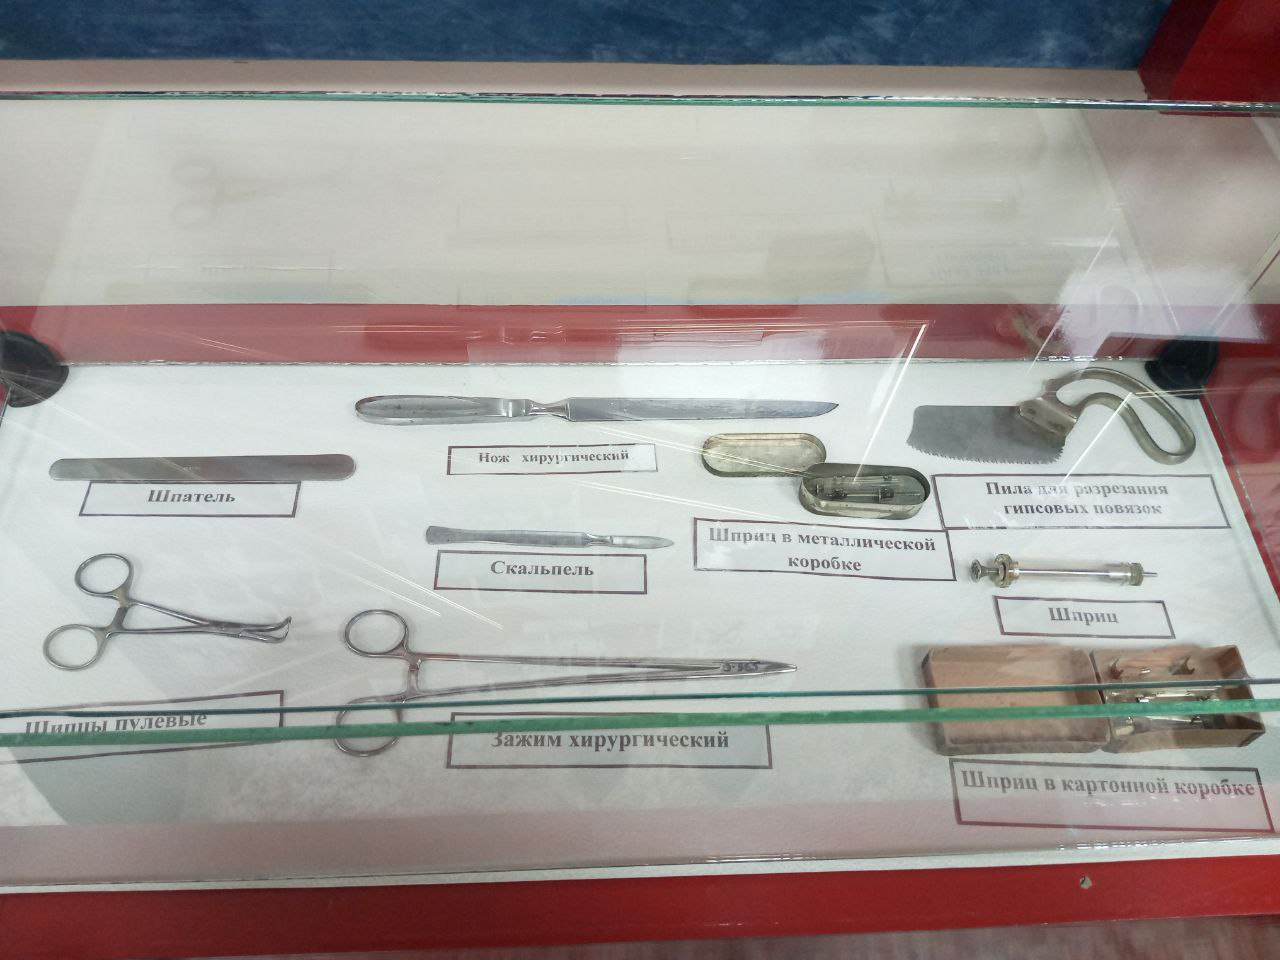 Нож хирургический
Шпатель
Пила для разрезания
гипсовых повязок
Шприц в металлической
коробке
Скальпель
Шприц
Щипцы пулевые
Зажим хирургический
Шприц в картонной коробке